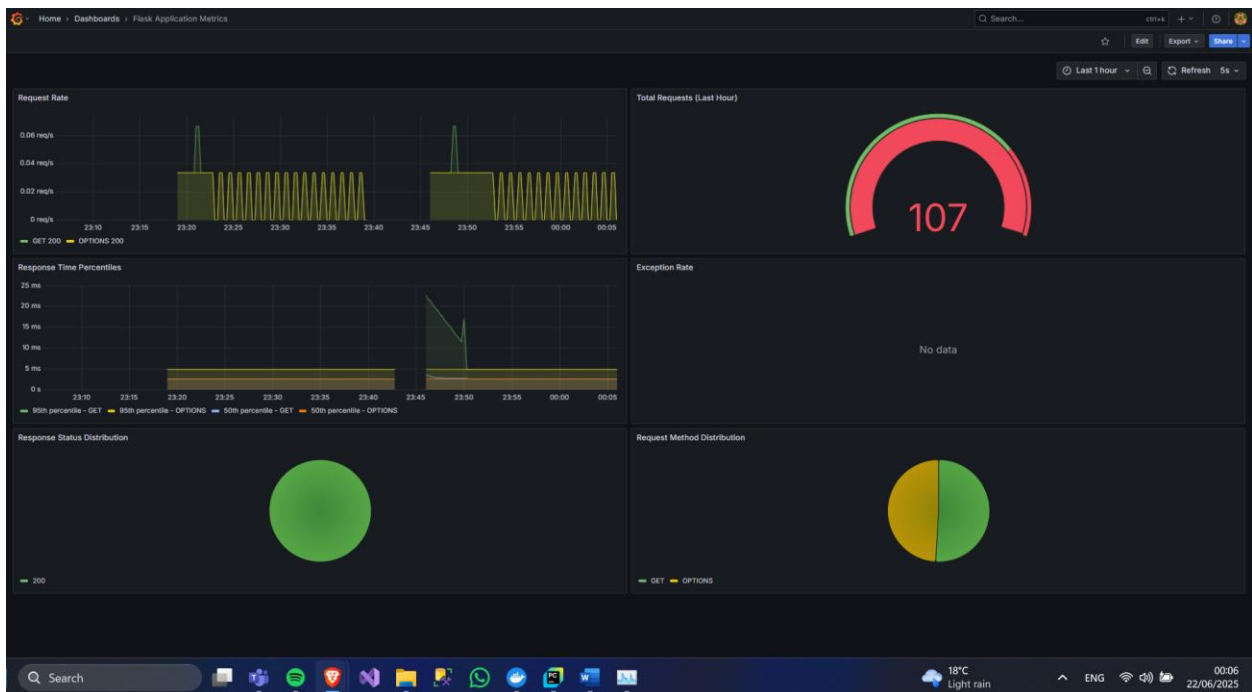 Home › Dashboards › Flask Application Metrics
Search... ctrl+k
Edit Export Share
Last 1 hour Refresh 5s
Request Rate
0.06 req/s
0.04 req/s
0.02 req/s
0 req/s
23:10 23:15 23:20 23:25 23:30 23:35 23:40 23:45 23:50 23:55 00:00 00:05
GET 200 OPTIONS 200
Total Requests (Last Hour)
107
Response Time Percentiles
25 ms
20 ms
15 ms
10 ms
5 ms
0 s
23:10 23:15 23:20 23:25 23:30 23:35 23:40 23:45 23:50 23:55 00:00 00:05
95th percentile - GET 95th percentile - OPTIONS 50th percentile - GET 50th percentile - OPTIONS
Exception Rate
No data
Response Status Distribution
200
Request Method Distribution
GET OPTIONS
Search
18°C
Light rain
ENG
00:06
22/06/2025